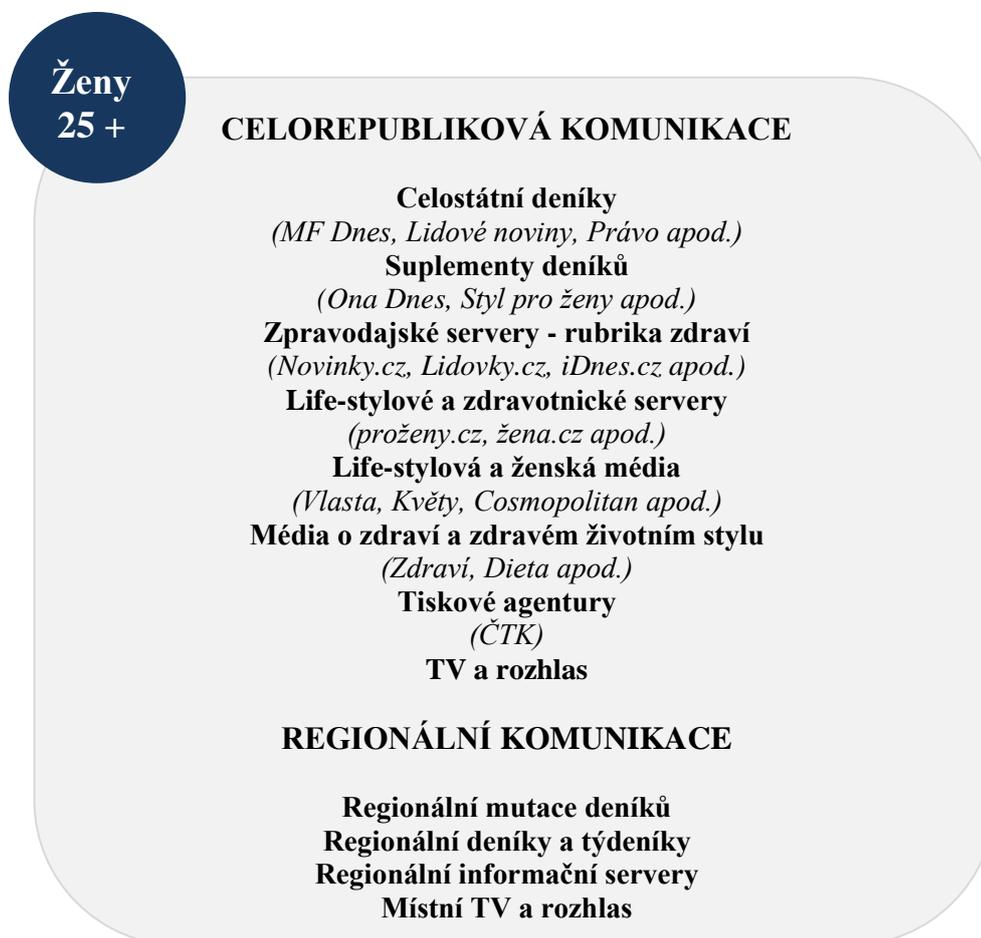 Ženy
25 +
CELOREPUBLIKOVÁ KOMUNIKACE
Celostátní deníky
(MF Dnes, Lidové noviny, Právo apod.)
Suplementy deníků
(Ona Dnes, Styl pro ženy apod.)
Zpravodajské servery - rubrika zdraví
(Novinky.cz, Lidovky.cz, iDnes.cz apod.)
Life-stylové a zdravotnické servery
(proženy.cz, žena.cz apod.)
Life-stylová a ženská média
(Vlasta, Květy, Cosmopolitan apod.)
Média o zdraví a zdravém životním stylu
(Zdraví, Dieta apod.)
Tiskové agentury
(ČTK)
TV a rozhlas
REGIONÁLNÍ KOMUNIKACE
Regionální mutace deníků
Regionální deníky a týdeníky
Regionální informační servery
Místní TV a rozhlas